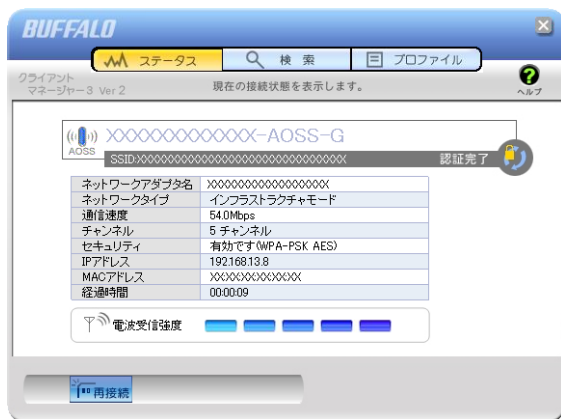 BUFFALO
ステータス 検 索 プロファイル
クライアント
マネージャー3 Ver 2
現在の接続状態を表示します。
ヘルプ
AOSS
XXXXXXXXXXXXX-AOSS-G
SSID:XXXXXXXXXXXXXXXXXXXXXXXXXXXXXXXX
認証完了
ネットワークアダプタ名 XXXXXXXXXXXXXXXXXX
ネットワークタイプ インフラストラクチャモード
通信速度 54.0Mbps
チャンネル 5 チャンネル
セキュリティ 有効です(WPA-PSK AES)
IPアドレス 192.168.13.8
MACアドレス XX:XX:XX:XX:XX:XX
経過時間 00:00:09
電波受信強度
再接続